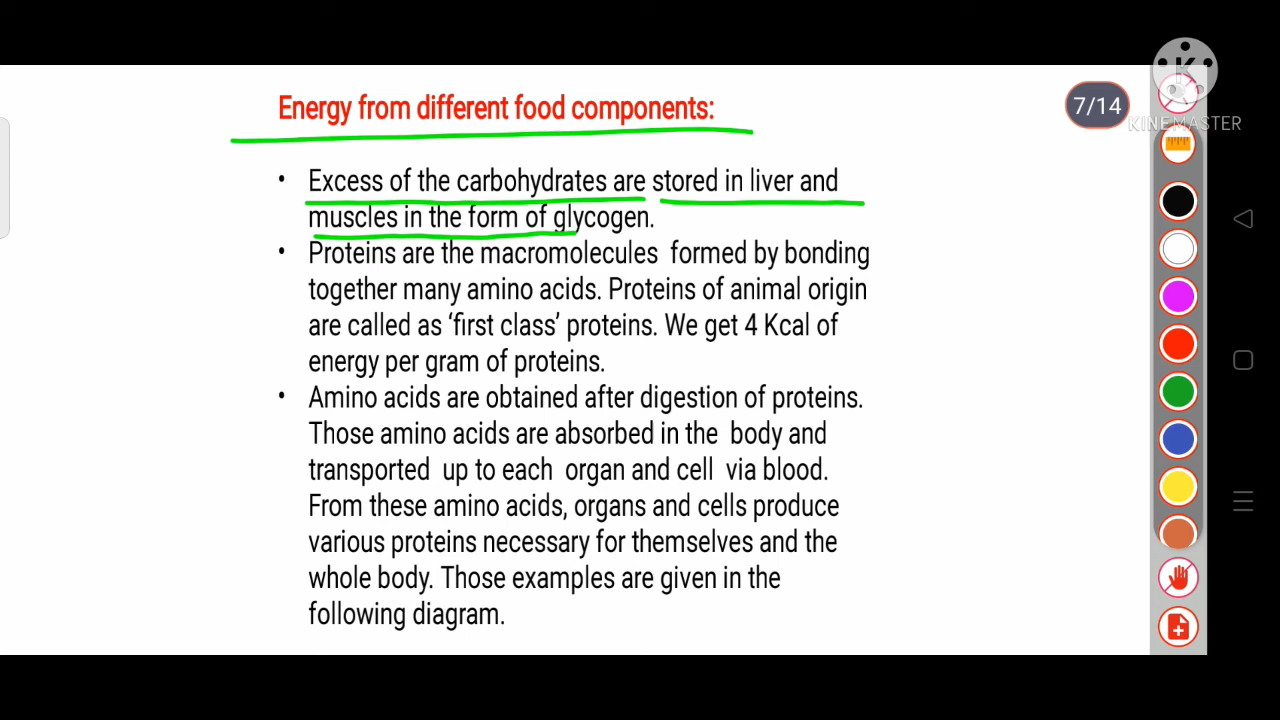 Energy from different food components:
7/14
KINEMASTER
• Excess of the carbohydrates are stored in liver and
muscles in the form of glycogen.
• Proteins are the macromolecules formed by bonding
together many amino acids. Proteins of animal origin
are called as ‘first class’ proteins. We get 4 Kcal of
energy per gram of proteins.
• Amino acids are obtained after digestion of proteins.
Those amino acids are absorbed in the body and
transported up to each organ and cell via blood.
From these amino acids, organs and cells produce
various proteins necessary for themselves and the
whole body. Those examples are given in the
following diagram.